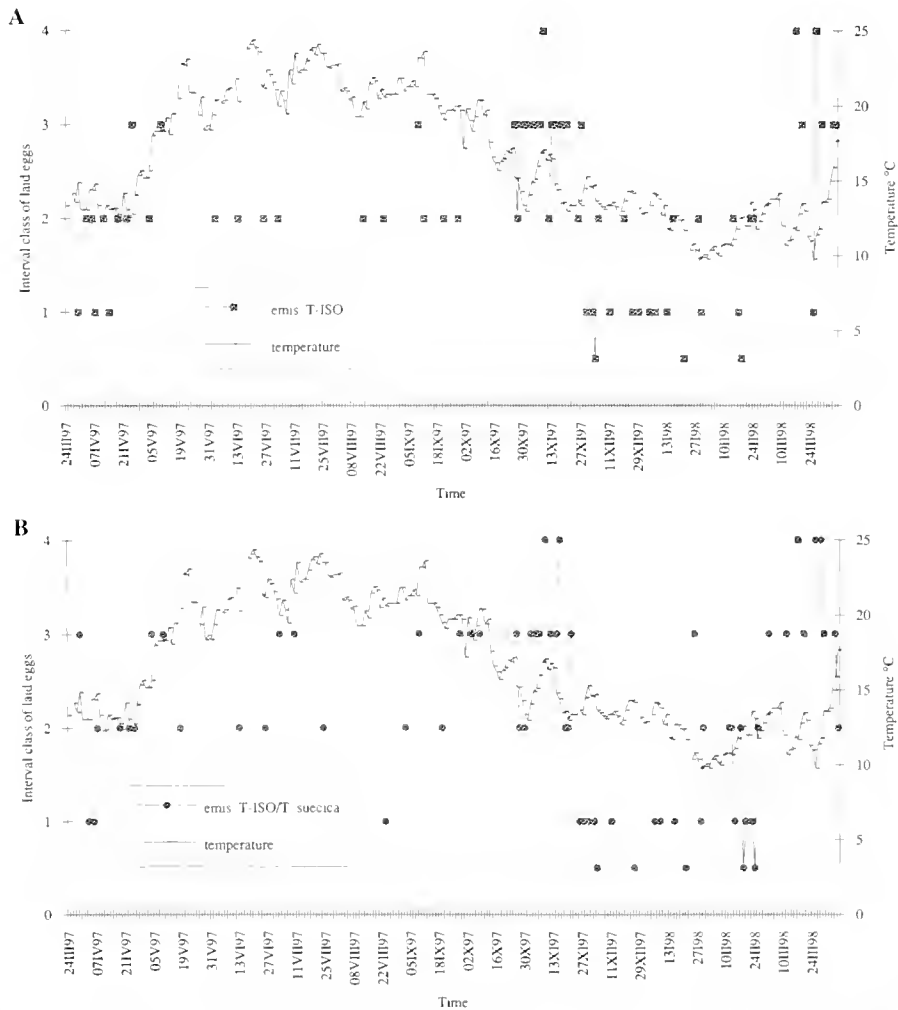 A
4
3
2
1
0
Interval class of laid eggs
25
20
15
10
5
0
Temperature °C
emis T-ISO
temperature
24III97
07IV97
21IV97
05V97
19V97
31V97
13VI97
27VI97
11VII97
25VII97
08VIII97
22VIII97
05IX97
18IX97
02X97
16X97
30X97
13XI97
27XI97
11XII97
29XII97
13I98
27I98
10II98
24II98
10III98
24III98
Time
B
4
3
2
1
0
Interval class of laid eggs
25
20
15
10
5
0
Temperature °C
emis T-ISO/T suecica
temperature
24III97
07IV97
21IV97
05V97
19V97
31V97
13VI97
27VI97
11VII97
25VII97
08VIII97
22VIII97
05IX97
18IX97
02X97
16X97
30X97
13XI97
27XI97
11XII97
29XII97
13I98
27I98
10II98
24II98
10III98
24III98
Time